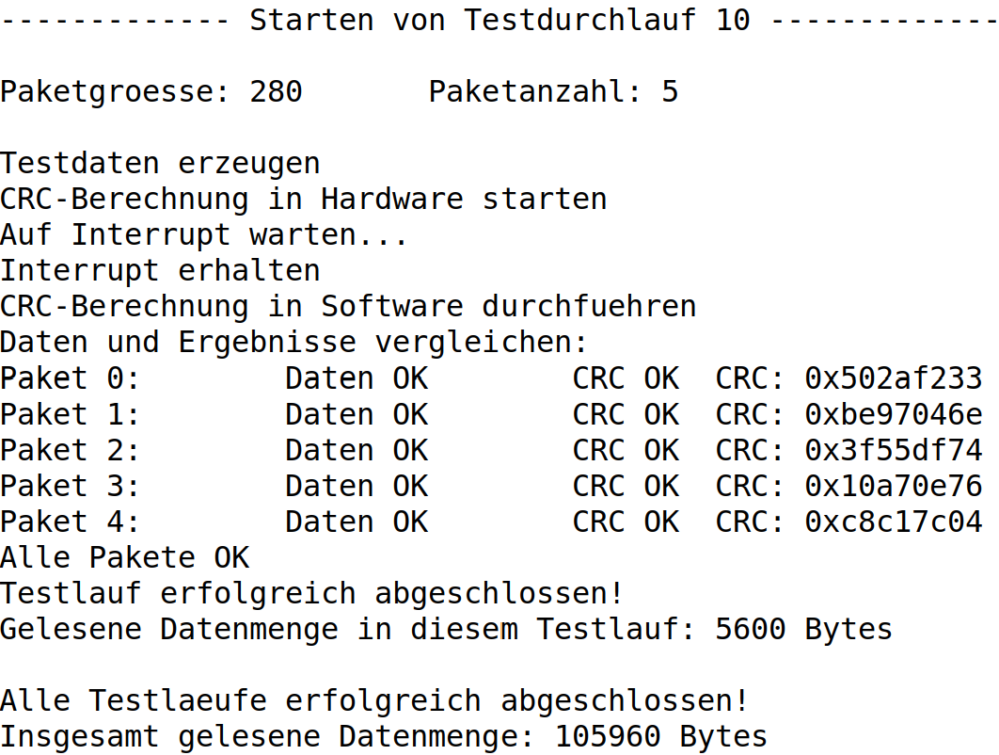 ------------- Starten von Testdurchlauf 10 -------------
Paketgroesse: 280       Paketanzahl: 5
Testdaten erzeugen
CRC-Berechnung in Hardware starten
Auf Interrupt warten...
Interrupt erhalten
CRC-Berechnung in Software durchfuehren
Daten und Ergebnisse vergleichen:
Paket 0:        Daten OK        CRC OK  CRC: 0x502af233
Paket 1:        Daten OK        CRC OK  CRC: 0xbe97046e
Paket 2:        Daten OK        CRC OK  CRC: 0x3f55df74
Paket 3:        Daten OK        CRC OK  CRC: 0x10a70e76
Paket 4:        Daten OK        CRC OK  CRC: 0xc8c17c04
Alle Pakete OK
Testlauf erfolgreich abgeschlossen!
Gelesene Datenmenge in diesem Testlauf: 5600 Bytes
Alle Testlaeufe erfolgreich abgeschlossen!
Insgesamt gelesene Datenmenge: 105960 Bytes